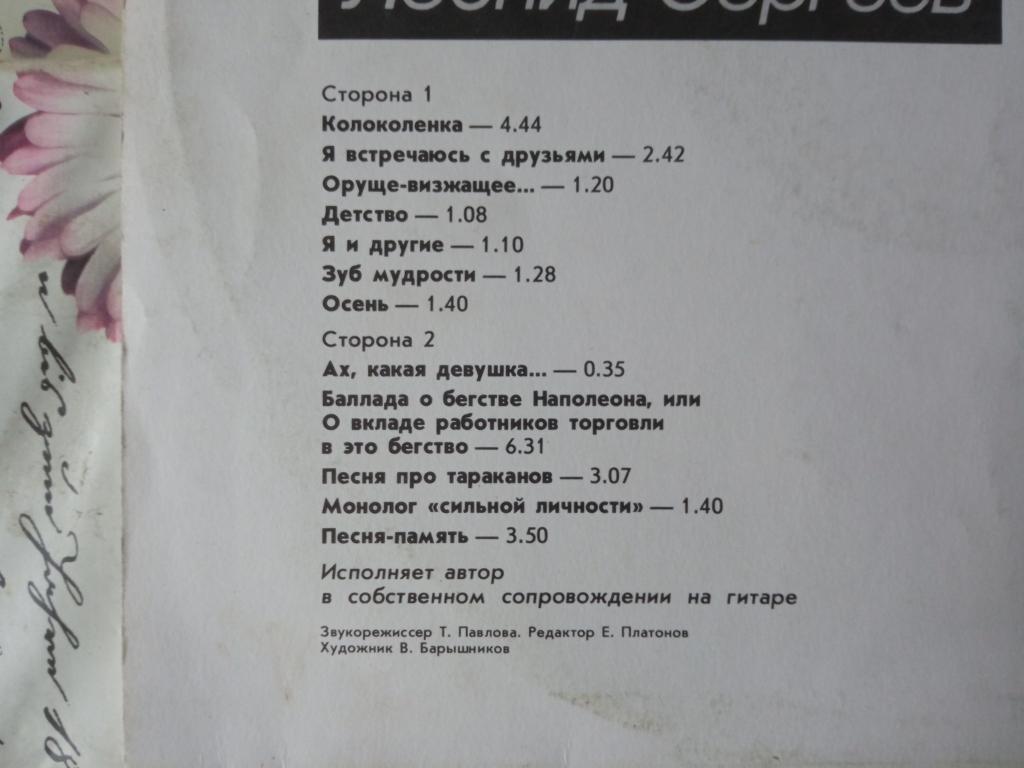 Леонид Сергеев
Сторона 1
Колоколенка — 4.44
Я встречаюсь с друзьями — 2.42
Оруще-визжащее... — 1.20
Детство — 1.08
Я и другие — 1.10
Зуб мудрости — 1.28
Осень — 1.40
Сторона 2
Ах, какая девушка... — 0.35
Баллада о бегстве Наполеона, или
О вкладе работников торговли
в это бегство — 6.31
Песня про тараканов — 3.07
Монолог «сильной личности» — 1.40
Песня-память — 3.50
Исполняет автор
в собственном сопровождении на гитаре
Звукорежиссер Т. Павлова. Редактор Е. Платонов
Художник В. Барышников